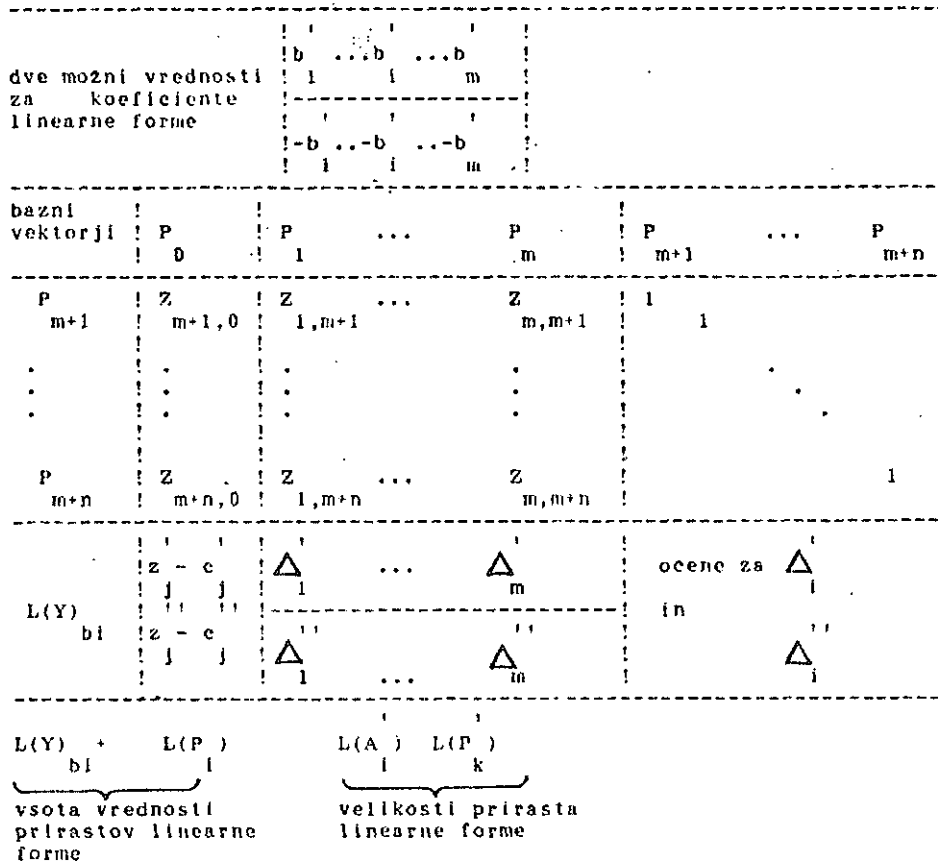 ' ' '
! b ...b ...b !
dve možni vrednosti ! 1 i m !
za koeficiente !---------------------!
linearne forme ! ' ' ' !
!-b ..-b ..-b !
! 1 i m !
bazni ! ! !
vektorji ! P ! P ... P ! P ... P
! 0 ! 1 m ! m+1 m+n
P ! Z ! Z ... Z ! 1
m+1 ! m+1,0 ! 1,m+1 m,m+1 ! 1
. ! . ! . . ! .
. ! . ! . . ! .
. ! . ! . . ! .
P ! Z ! Z ... Z ! 1
m+n ! m+n,0 ! 1,m+n m,m+n !
! ' ' ! ' ' ! '
! z - c ! Δ ... Δ ! ocene za Δ
! j j ! 1 m ! i
L(Y) ! '' '' !---------------------! in
bi ! z - c ! '' '' ! ''
! j j ! Δ ... Δ ! Δ
! ! 1 m ! i
' '
L(Y) + L(P ) L(A ) L(P )
bi i i k
vsota vrednosti velikosti prirasta
prirastov linearne linearne forme
forme